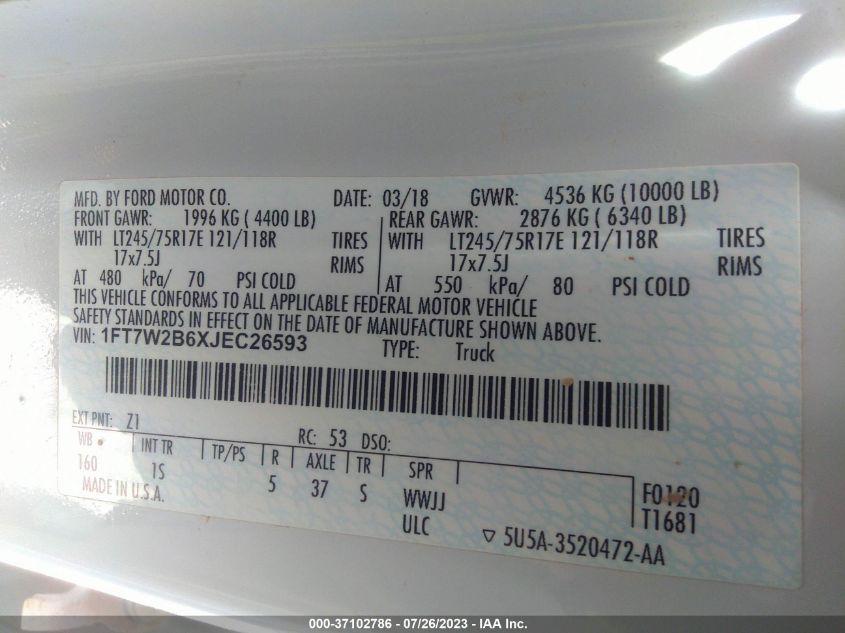 MFD. BY FORD MOTOR CO. DATE: 03/18 GVWR: 4536 KG (10000 LB)
FRONT GAWR: 1996 KG ( 4400 LB) REAR GAWR: 2876 KG ( 6340 LB)
WITH LT245/75R17E 121/118R TIRES WITH LT245/75R17E 121/118R TIRES
17x7.5J RIMS 17x7.5J RIMS
AT 480 kPa/ 70 PSI COLD AT 550 kPa/ 80 PSI COLD
THIS VEHICLE CONFORMS TO ALL APPLICABLE FEDERAL MOTOR VEHICLE
SAFETY STANDARDS IN EFFECT ON THE DATE OF MANUFACTURE SHOWN ABOVE.
VIN: 1FT7W2B6XJEC26593 TYPE: Truck
EXT PNT: Z1 RC: 53 DSO:
WB INT TR TP/PS R AXLE TR SPR
160 1S 5 37 S WWJJ F0120
MADE IN U.S.A. ULC T1681
5U5A-3520472-AA
000-37102786 - 07/26/2023 - IAA Inc.